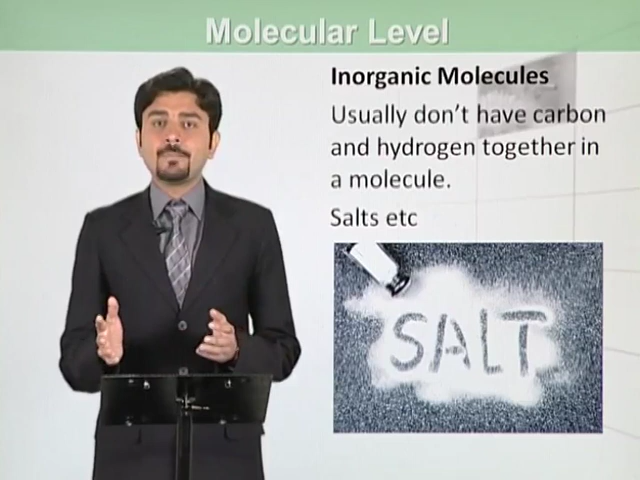 Molecular Level
Inorganic Molecules
Usually don't have carbon
and hydrogen together in
a molecule.
Salts etc
SALT